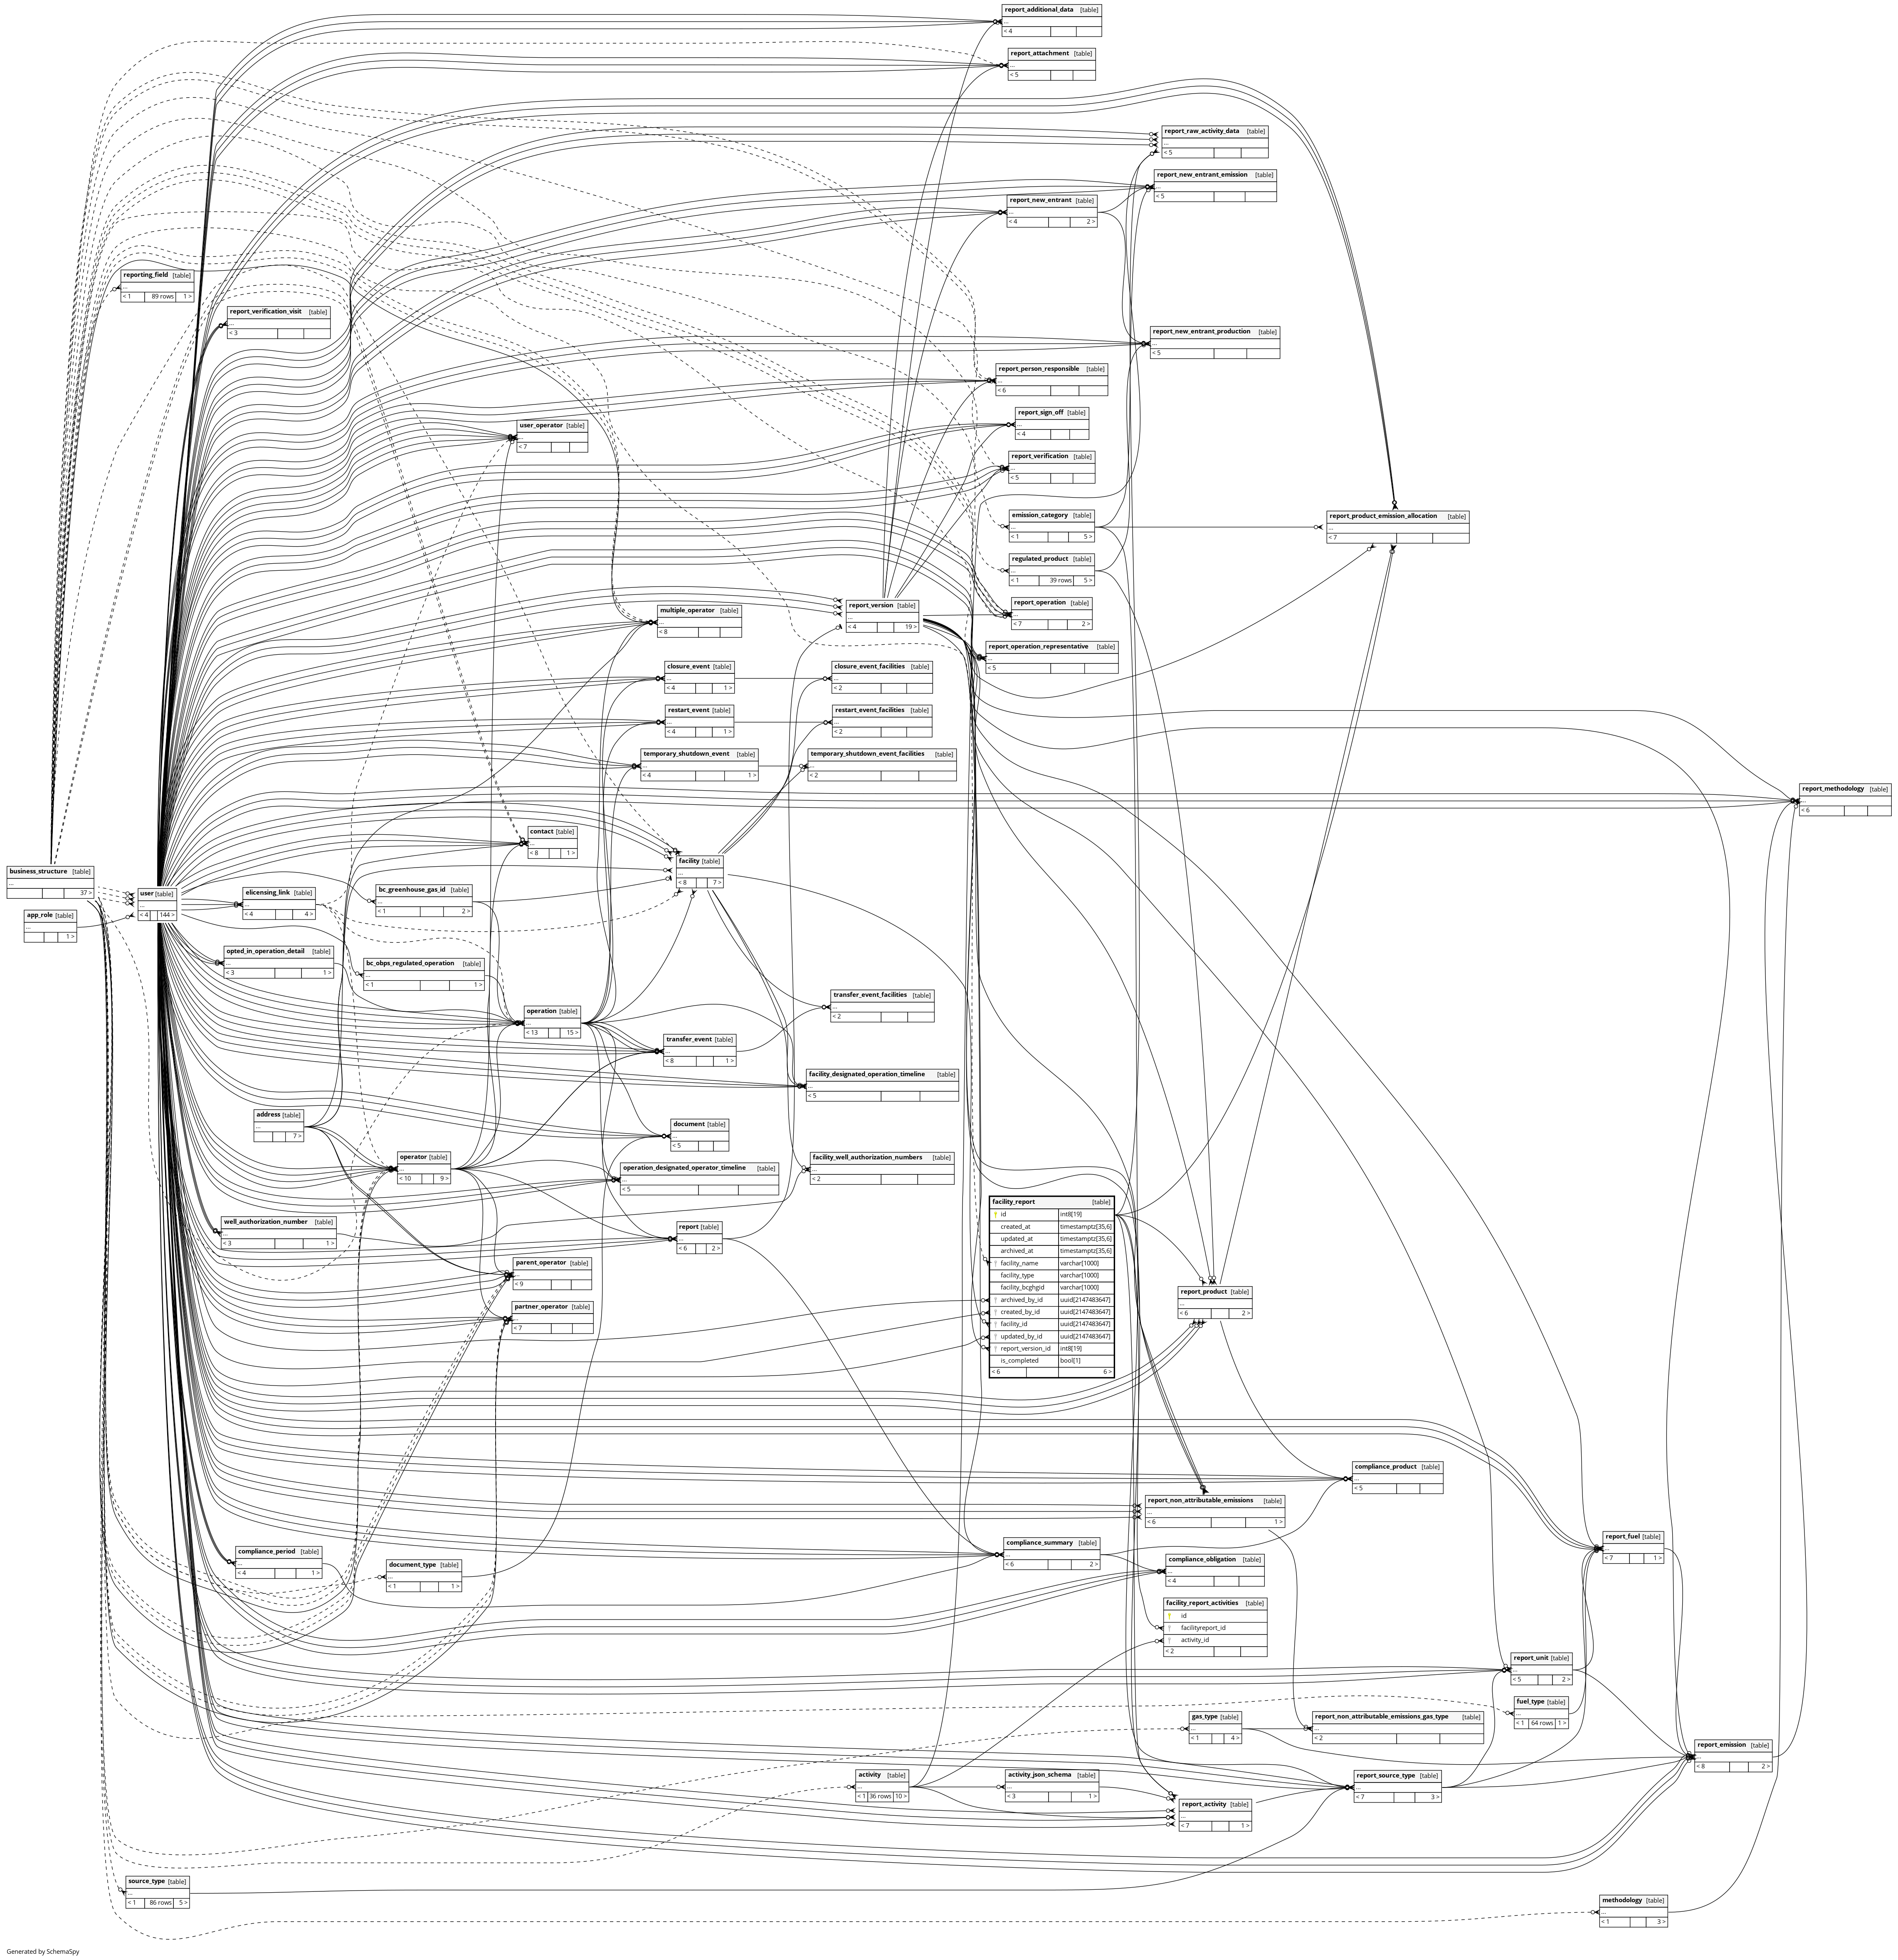 report_additional_data [table]
...
< 4
report_attachment [table]
...
< 5
report_raw_activity_data [table]
...
< 5
report_new_entrant_emission [table]
...
< 5
report_new_entrant [table]
...
< 4 2 >
reporting_field [table]
...
< 1 89 rows 1 >
report_verification_visit [table]
...
< 3
report_new_entrant_production [table]
...
< 5
report_person_responsible [table]
...
< 6
report_sign_off [table]
...
< 4
user_operator [table]
...
< 7
report_verification [table]
...
< 5
emission_category [table]
...
< 1 5 >
report_product_emission_allocation [table]
...
< 7
regulated_product [table]
...
< 1 39 rows 5 >
report_operation [table]
...
< 7 2 >
report_version [table]
...
< 4 19 >
multiple_operator [table]
...
< 8
report_operation_representative [table]
...
< 5
closure_event [table]
...
< 4 1 >
closure_event_facilities [table]
...
< 2
restart_event [table]
...
< 4 1 >
restart_event_facilities [table]
...
< 2
temporary_shutdown_event [table]
...
< 4 1 >
temporary_shutdown_event_facilities [table]
...
< 2
report_methodology [table]
...
< 6
contact [table]
...
< 8 1 >
facility [table]
...
< 8 7 >
business_structure [table]
...
37 >
user [table]
...
< 4 144 >
elicensing_link [table]
...
< 4 4 >
bc_greenhouse_gas_id [table]
...
< 1 2 >
app_role [table]
...
1 >
opted_in_operation_detail [table]
...
< 3 1 >
bc_obps_regulated_operation [table]
...
< 1 1 >
transfer_event_facilities [table]
...
< 2
operation [table]
...
< 13 15 >
transfer_event [table]
...
< 8 1 >
facility_designated_operation_timeline [table]
...
< 5
address [table]
...
7 >
document [table]
...
< 5
operator [table]
...
< 10 9 >
facility_well_authorization_numbers [table]
...
< 2
operation_designated_operator_timeline [table]
...
< 5
facility_report [table]
id int8[19]
created_at timestamptz[35,6]
updated_at timestamptz[35,6]
archived_at timestamptz[35,6]
facility_name varchar[1000]
facility_type varchar[1000]
facility_bcghgid varchar[1000]
archived_by_id uuid[2147483647]
created_by_id uuid[2147483647]
facility_id uuid[2147483647]
updated_by_id uuid[2147483647]
report_version_id int8[19]
is_completed bool[1]
< 6 6 >
well_authorization_number [table]
...
< 3 1 >
report [table]
...
< 6 2 >
parent_operator [table]
...
< 9
report_product [table]
...
< 6 2 >
partner_operator [table]
...
< 7
compliance_product [table]
...
< 5
report_non_attributable_emissions [table]
...
< 6 1 >
report_fuel [table]
...
< 7 1 >
compliance_summary [table]
...
< 6 2 >
compliance_period [table]
...
< 4 1 >
document_type [table]
...
< 1 1 >
compliance_obligation [table]
...
< 4
facility_report_activities [table]
id
facilityreport_id
activity_id
< 2
report_unit [table]
...
< 5 2 >
fuel_type [table]
...
< 1 64 rows 1 >
gas_type [table]
...
< 1 4 >
report_non_attributable_emissions_gas_type [table]
...
< 2
report_emission [table]
...
< 8 2 >
activity [table]
...
< 1 36 rows 10 >
activity_json_schema [table]
...
< 3 1 >
report_source_type [table]
...
< 7 3 >
report_activity [table]
...
< 7 1 >
source_type [table]
...
< 1 86 rows 5 >
methodology [table]
...
< 1 3 >
Generated by SchemaSpy